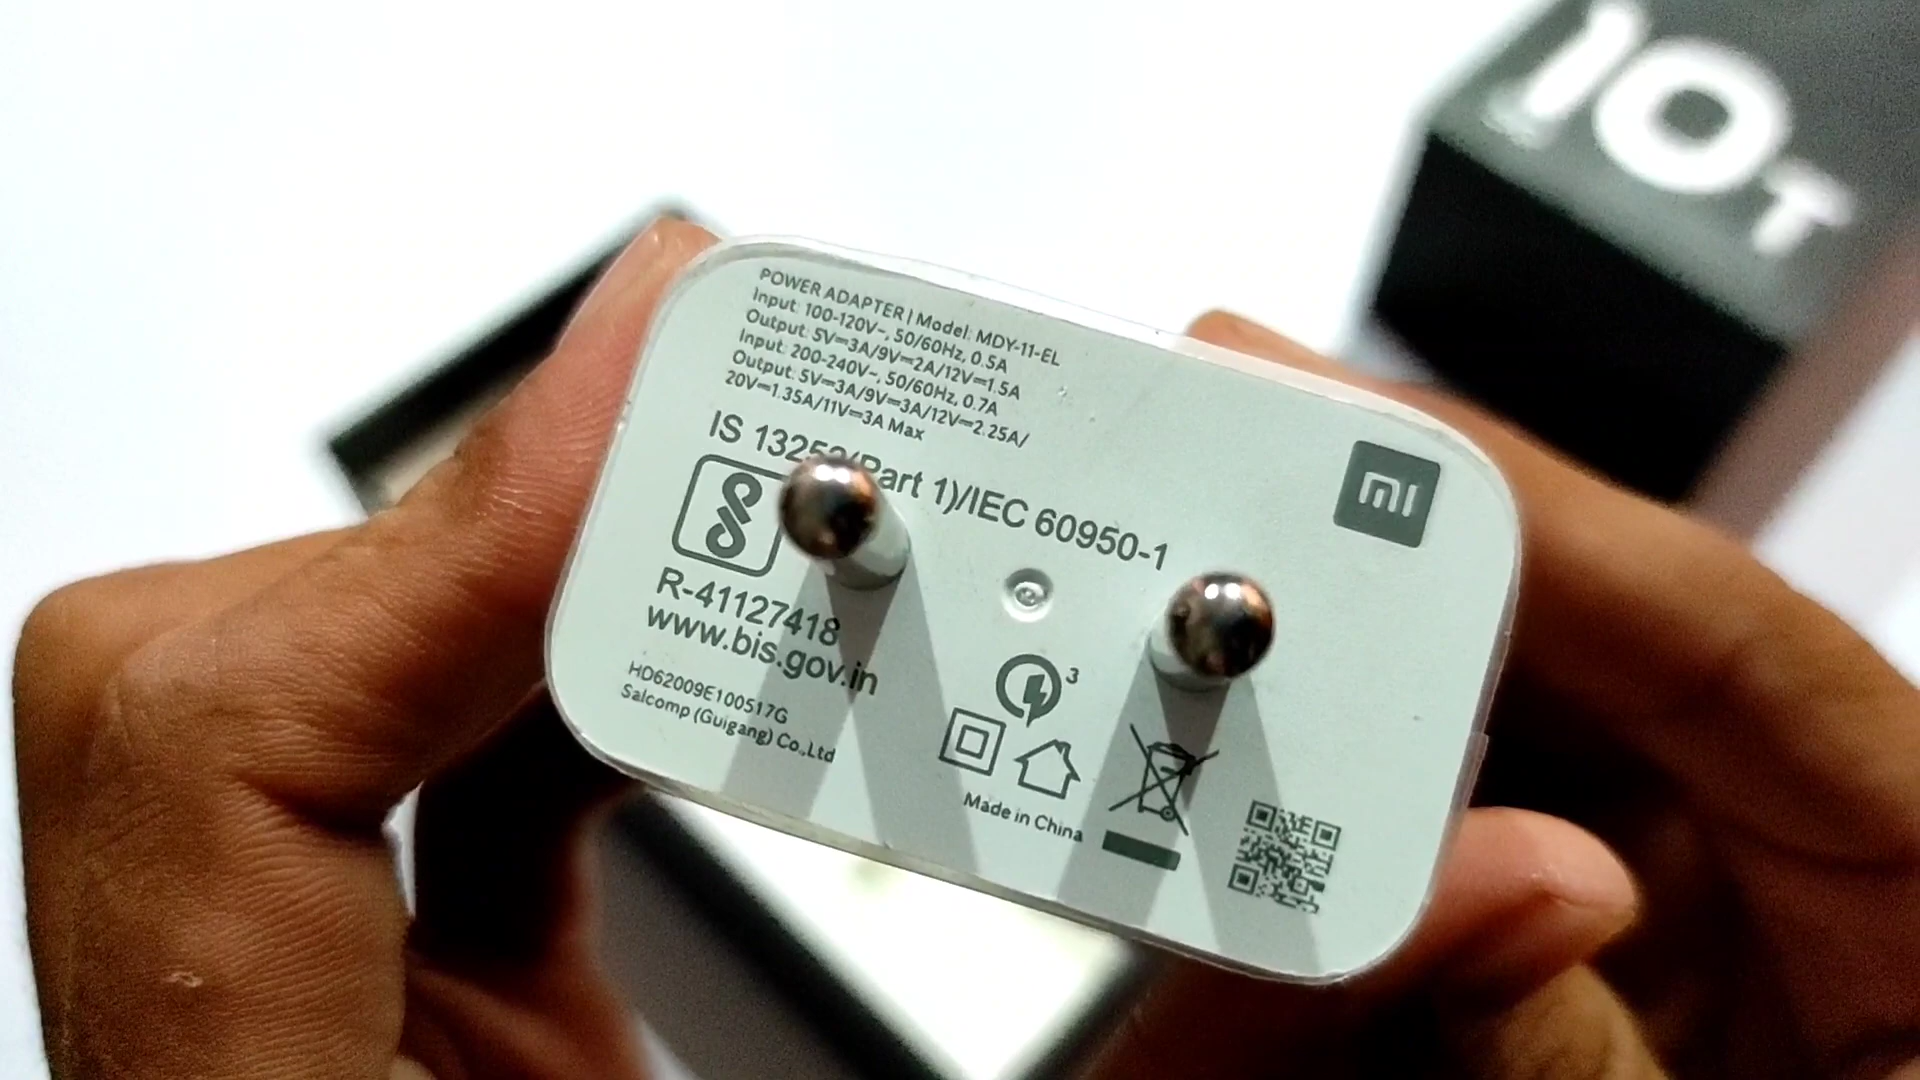 10T
POWER ADAPTER | Model: MDY-11-EL
Input: 100-120V~, 50/60Hz, 0.5A
Output: 5V⎓3A/9V⎓2A/12V⎓1.5A
Input: 200-240V~, 50/60Hz, 0.7A
Output: 5V⎓3A/9V⎓3A/12V⎓2.25A/
20V⎓1.35A/11V⎓3A Max
IS 13252(Part 1)/IEC 60950-1
mi
R-41127418
www.bis.gov.in
HD62009E100517G
Salcomp (Guigang) Co.,Ltd
3
Made in China